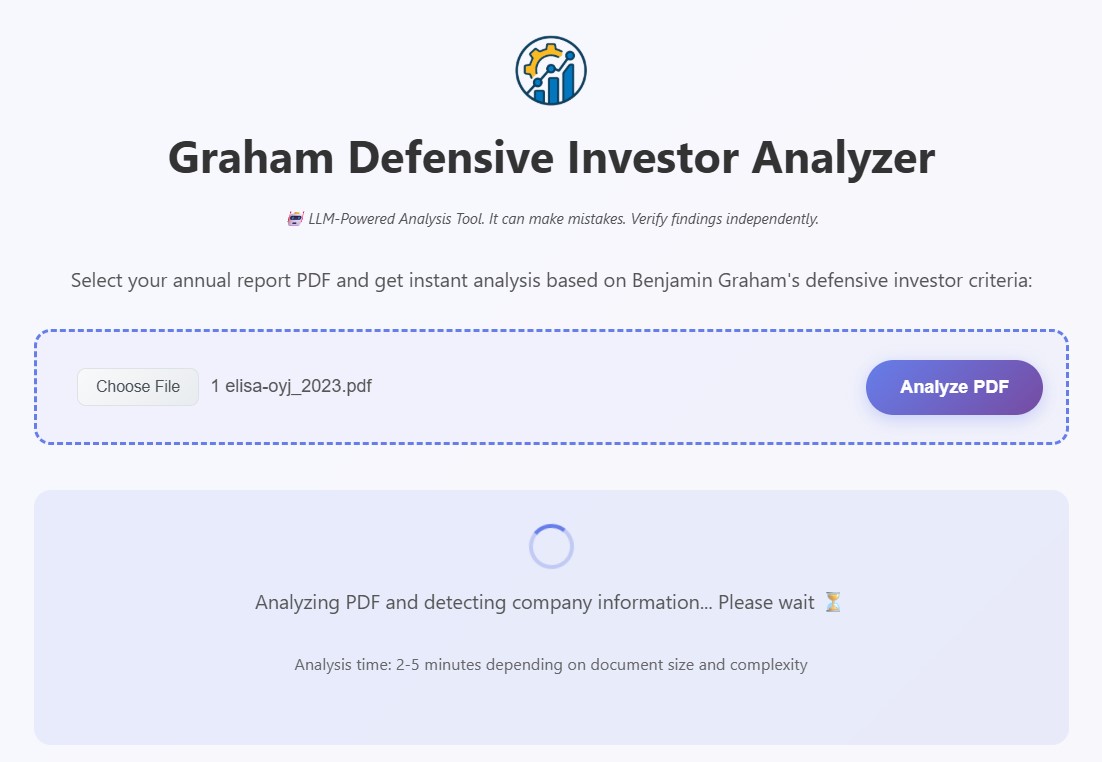 Graham Defensive Investor Analyzer
🤖 LLM-Powered Analysis Tool. It can make mistakes. Verify findings independently.
Select your annual report PDF and get instant analysis based on Benjamin Graham's defensive investor criteria:
Choose File 1 elisa-oyj_2023.pdf Analyze PDF
Analyzing PDF and detecting company information... Please wait ⏳
Analysis time: 2-5 minutes depending on document size and complexity